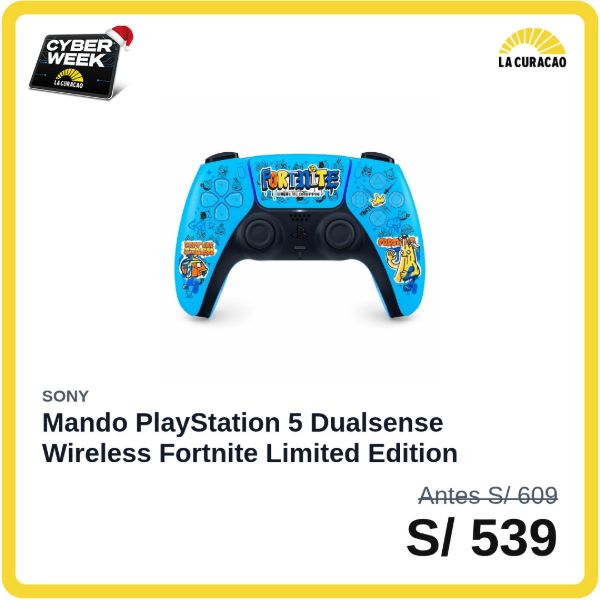 CYBER
WEEK
LA CURACAO
LA CURACAO
FORTNITE
SONY
Mando PlayStation 5 Dualsense
Wireless Fortnite Limited Edition
Antes S/ 609
S/ 539